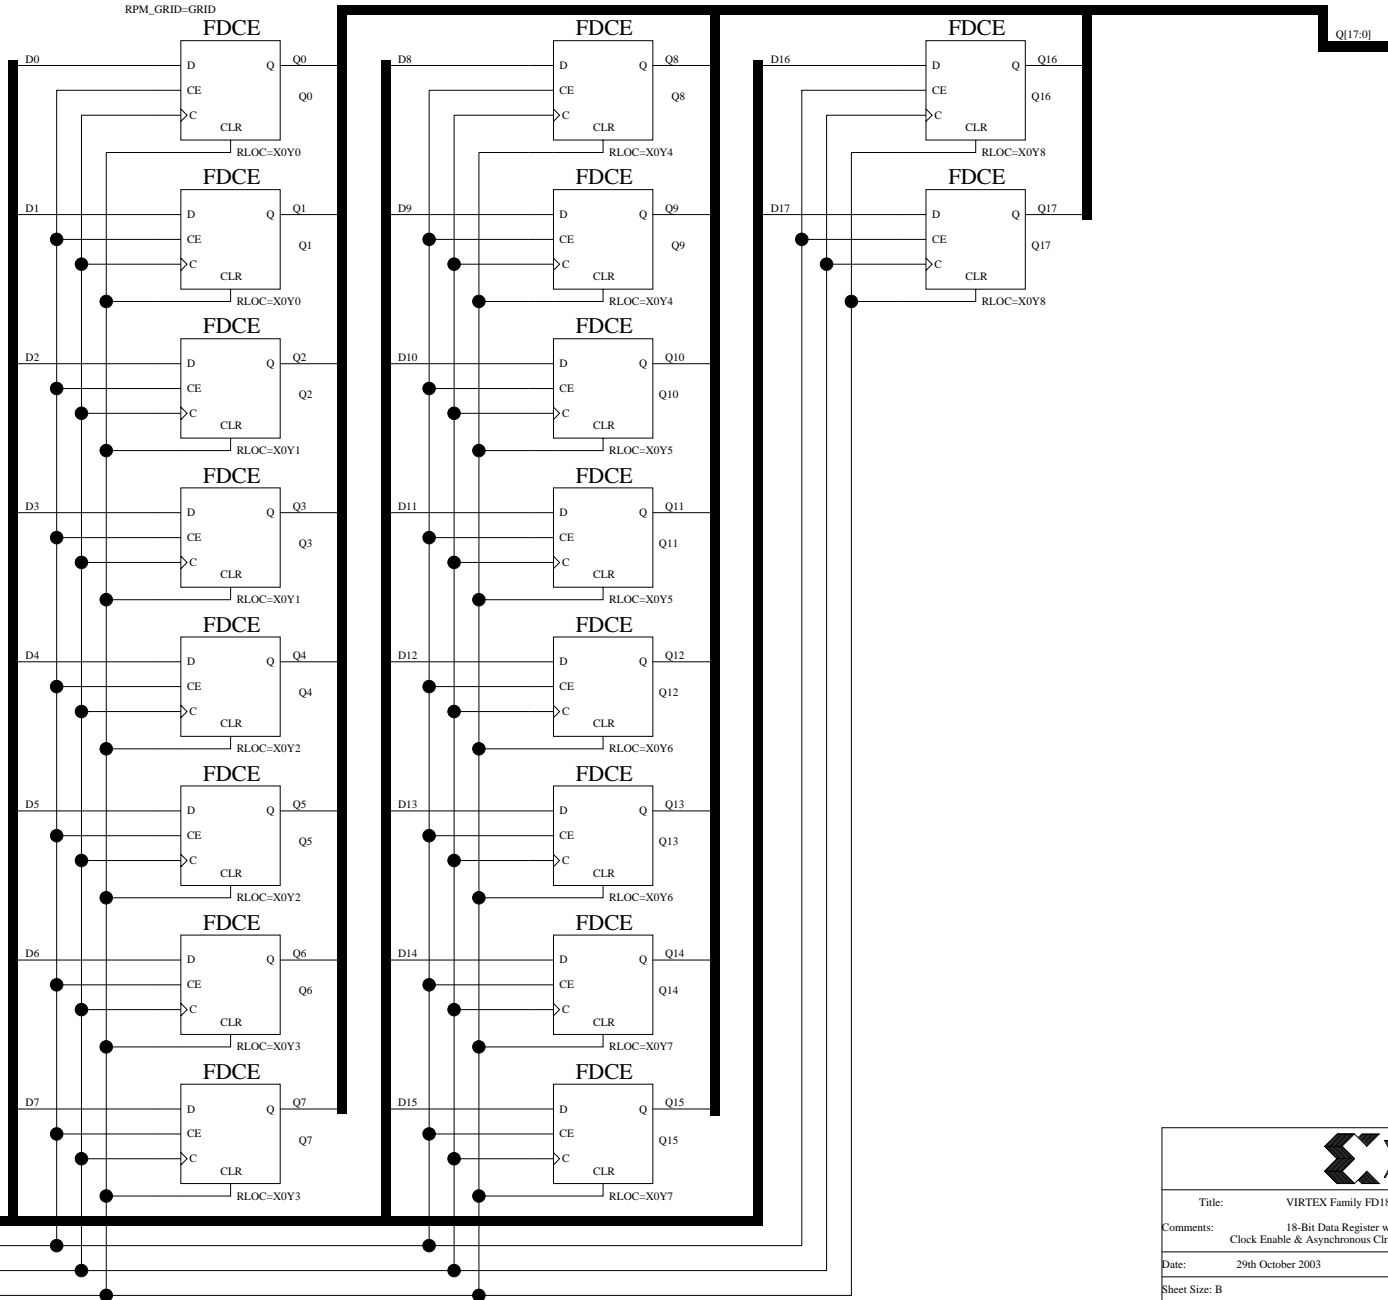 RPM_GRID=GRID
Q[17:0]
FDCE
D0
D
Q
Q0
CE
Q0
C
CLR
RLOC=X0Y0
FDCE
D1
D
Q
Q1
CE
Q1
C
CLR
RLOC=X0Y0
FDCE
D2
D
Q
Q2
CE
Q2
C
CLR
RLOC=X0Y1
FDCE
D3
D
Q
Q3
CE
Q3
C
CLR
RLOC=X0Y1
FDCE
D4
D
Q
Q4
CE
Q4
C
CLR
RLOC=X0Y2
FDCE
D5
D
Q
Q5
CE
Q5
C
CLR
RLOC=X0Y2
FDCE
D6
D
Q
Q6
CE
Q6
C
CLR
RLOC=X0Y3
FDCE
D7
D
Q
Q7
CE
Q7
C
CLR
RLOC=X0Y3
FDCE
D8
D
Q
Q8
CE
Q8
C
CLR
RLOC=X0Y4
FDCE
D9
D
Q
Q9
CE
Q9
C
CLR
RLOC=X0Y4
FDCE
D10
D
Q
Q10
CE
Q10
C
CLR
RLOC=X0Y5
FDCE
D11
D
Q
Q11
CE
Q11
C
CLR
RLOC=X0Y5
FDCE
D12
D
Q
Q12
CE
Q12
C
CLR
RLOC=X0Y6
FDCE
D13
D
Q
Q13
CE
Q13
C
CLR
RLOC=X0Y6
FDCE
D14
D
Q
Q14
CE
Q14
C
CLR
RLOC=X0Y7
FDCE
D15
D
Q
Q15
CE
Q15
C
CLR
RLOC=X0Y7
FDCE
D16
D
Q
Q16
CE
Q16
C
CLR
RLOC=X0Y8
FDCE
D17
D
Q
Q17
CE
Q17
C
CLR
RLOC=X0Y8
Title: VIRTEX Family FD18
Comments: 18-Bit Data Register w
Clock Enable & Asynchronous Clr
Date: 29th October 2003
Sheet Size: B